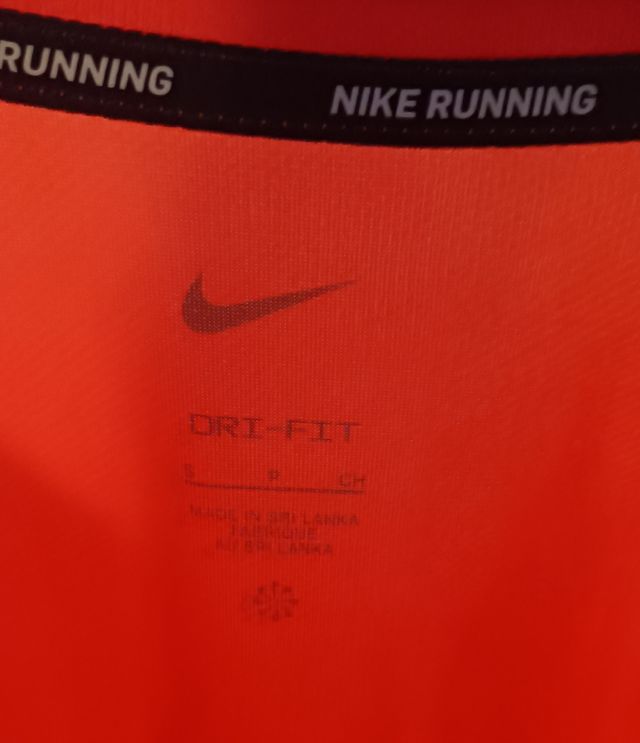 RUNNING NIKE RUNNING
DRI-FIT
S P CH
MADE IN SRI LANKA
FABRIQUÉ
AU SRI LANKA